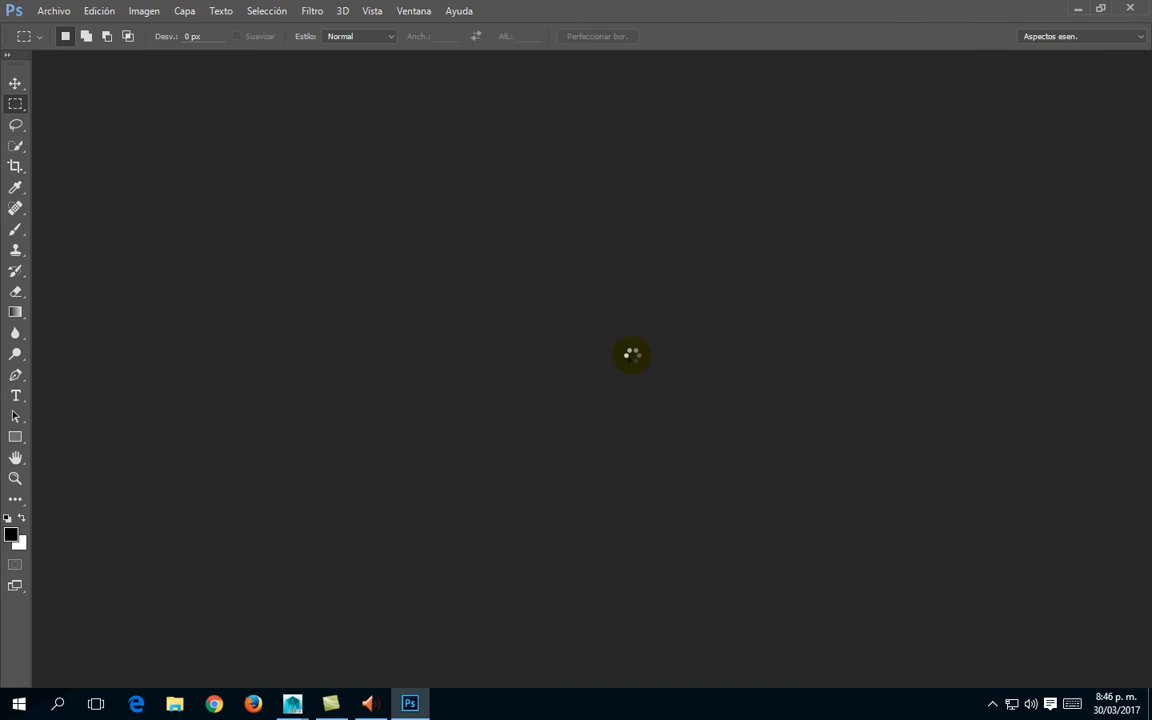 Ps Archivo Edición Imagen Capa Texto Selección Filtro 3D Vista Ventana Ayuda
Desv.: 0 px Suavizar Estilo: Normal Anch.: Alt.: Perfeccionar bor. Aspectos esen.
T
Ps
8:46 p. m.
30/03/2017